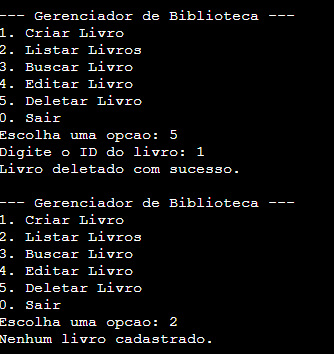 --- Gerenciador de Biblioteca ---
1. Criar Livro
2. Listar Livros
3. Buscar Livro
4. Editar Livro
5. Deletar Livro
0. Sair
Escolha uma opcao: 5
Digite o ID do livro: 1
Livro deletado com sucesso.
--- Gerenciador de Biblioteca ---
1. Criar Livro
2. Listar Livros
3. Buscar Livro
4. Editar Livro
5. Deletar Livro
0. Sair
Escolha uma opcao: 2
Nenhum livro cadastrado.